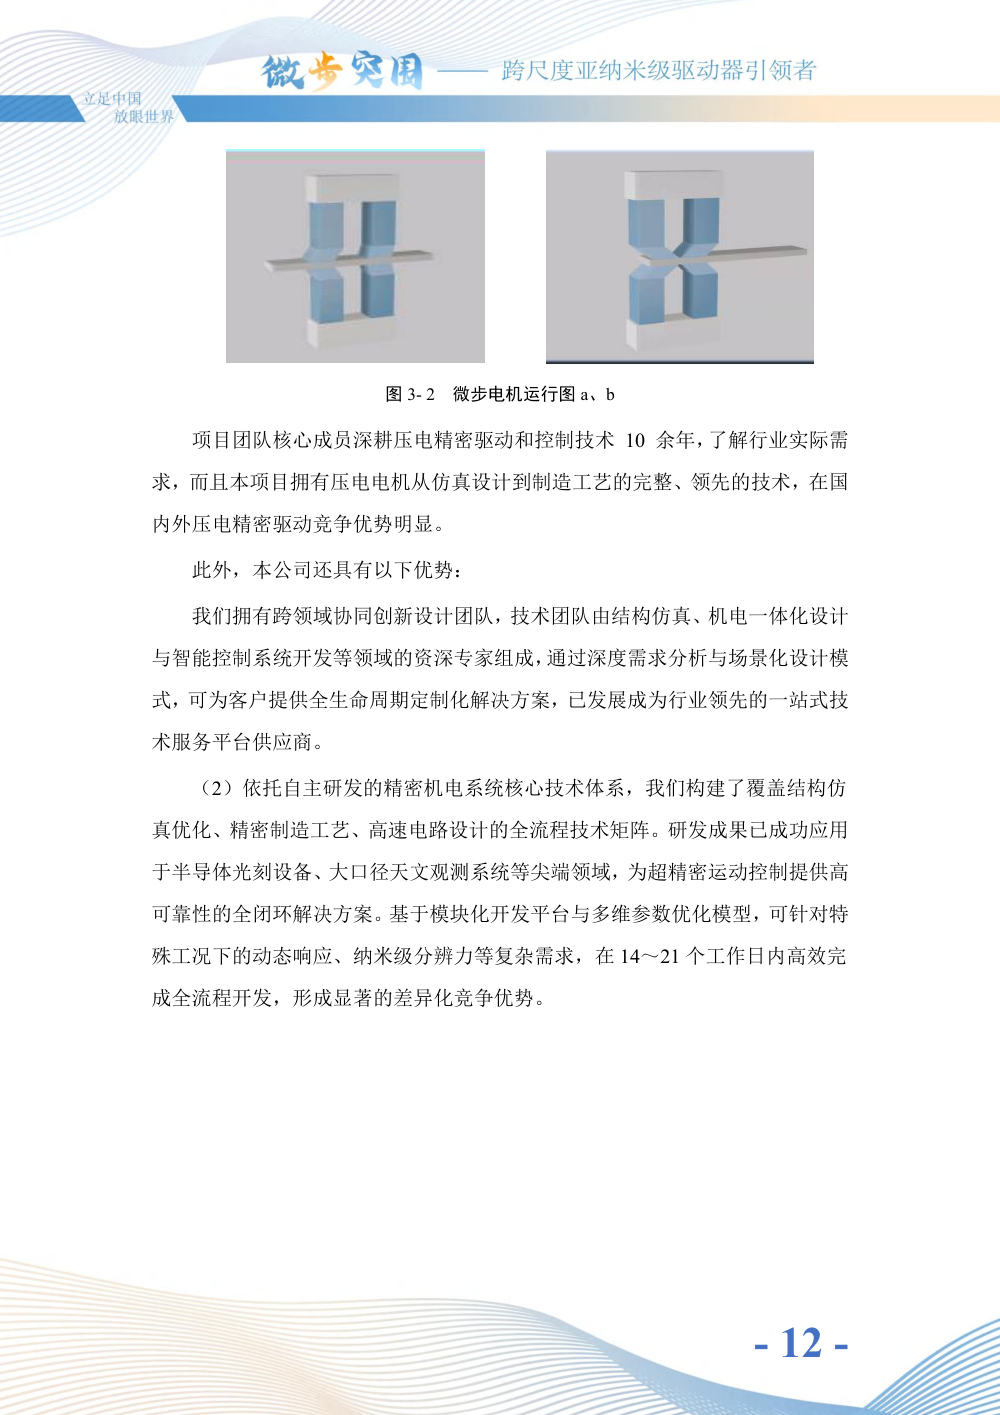 微步突围 —— 跨尺度亚纳米级驱动器引领者
立足中国
放眼世界
图 3- 2 微步电机运行图 a、b
项目团队核心成员深耕压电精密驱动和控制技术 10 余年，了解行业实际需
求，而且本项目拥有压电电机从仿真设计到制造工艺的完整、领先的技术，在国
内外压电精密驱动竞争优势明显。
此外，本公司还具有以下优势：
我们拥有跨领域协同创新设计团队，技术团队由结构仿真、机电一体化设计
与智能控制系统开发等领域的资深专家组成，通过深度需求分析与场景化设计模
式，可为客户提供全生命周期定制化解决方案，已发展成为行业领先的一站式技
术服务平台供应商。
（2）依托自主研发的精密机电系统核心技术体系，我们构建了覆盖结构仿
真优化、精密制造工艺、高速电路设计的全流程技术矩阵。研发成果已成功应用
于半导体光刻设备、大口径天文观测系统等尖端领域，为超精密运动控制提供高
可靠性的全闭环解决方案。基于模块化开发平台与多维参数优化模型，可针对特
殊工况下的动态响应、纳米级分辨力等复杂需求，在 14～21 个工作日内高效完
成全流程开发，形成显著的差异化竞争优势。
- 12 -